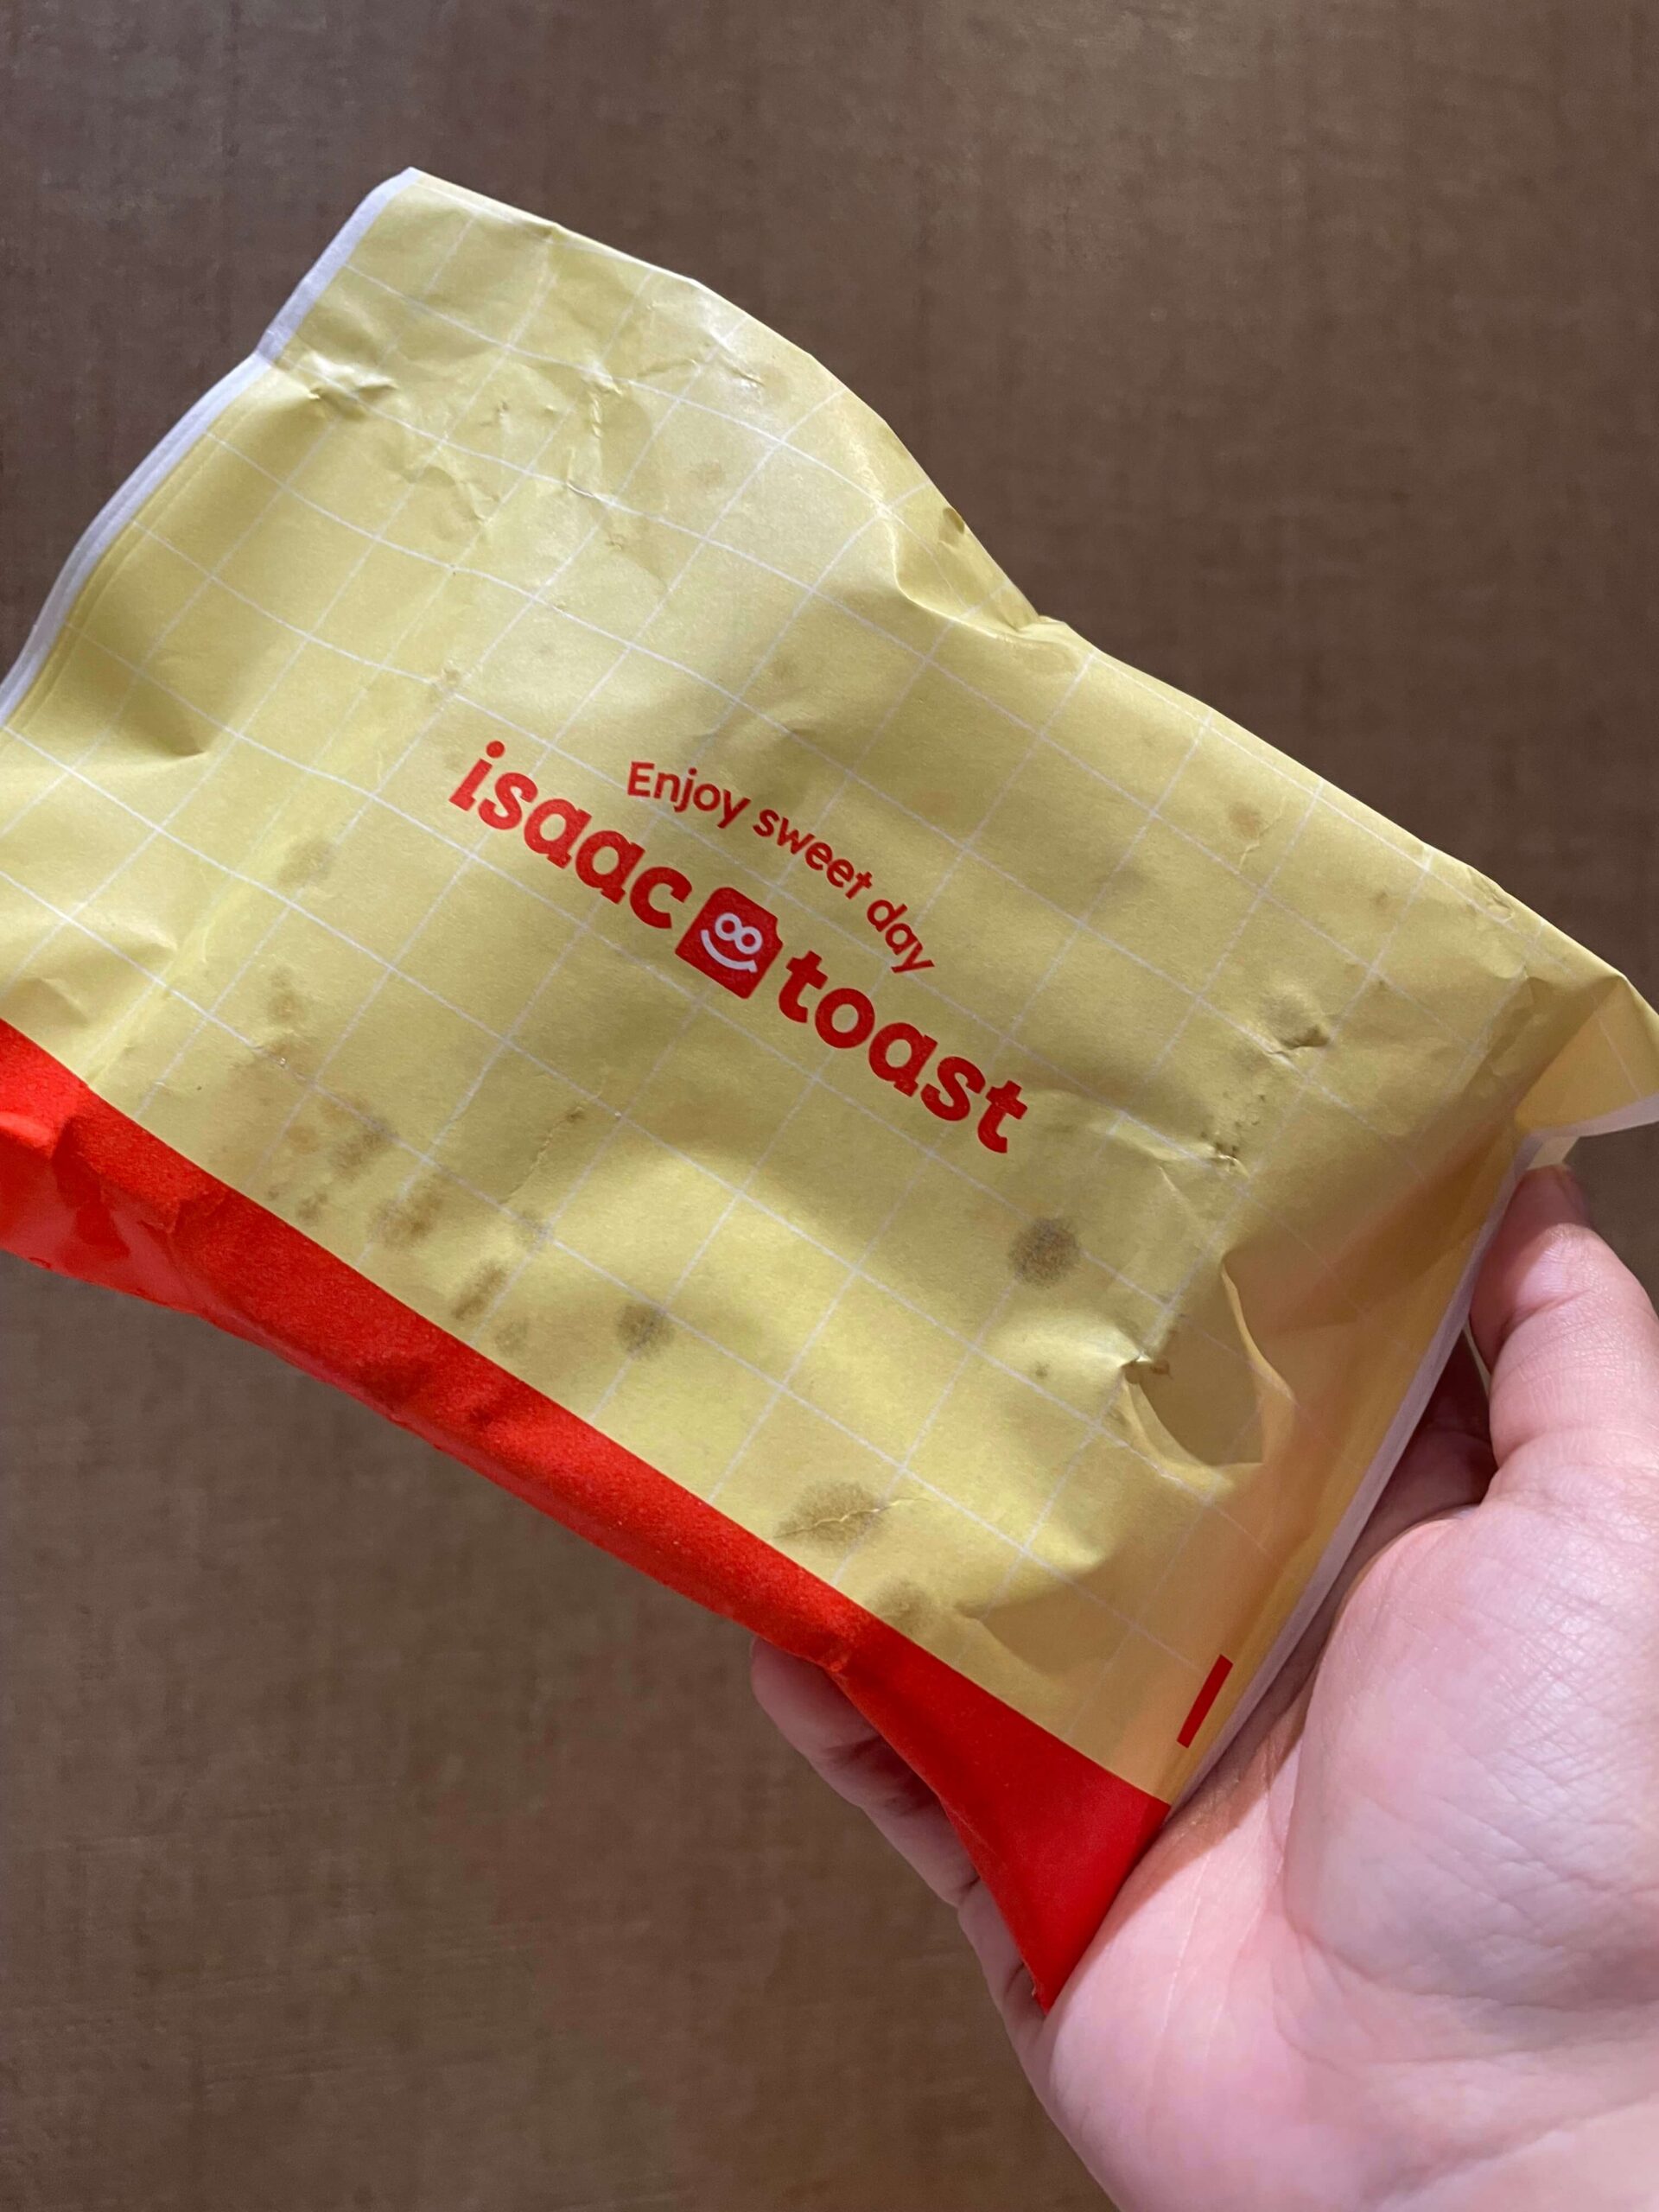 Enjoy sweet day
isaac toast